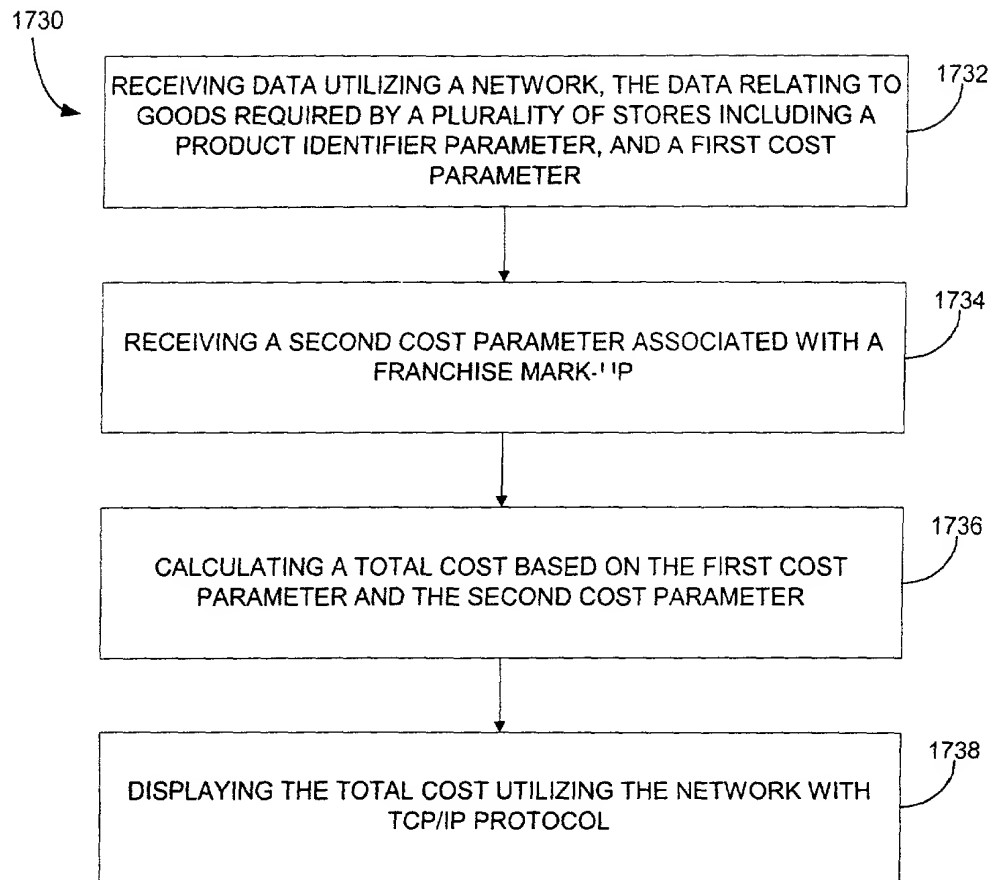 1730
1732
RECEIVING DATA UTILIZING A NETWORK, THE DATA RELATING TO
GOODS REQUIRED BY A PLURALITY OF STORES INCLUDING A
PRODUCT IDENTIFIER PARAMETER, AND A FIRST COST
PARAMETER
1734
RECEIVING A SECOND COST PARAMETER ASSOCIATED WITH A
FRANCHISE MARK-UP
1736
CALCULATING A TOTAL COST BASED ON THE FIRST COST
PARAMETER AND THE SECOND COST PARAMETER
1738
DISPLAYING THE TOTAL COST UTILIZING THE NETWORK WITH
TCP/IP PROTOCOL